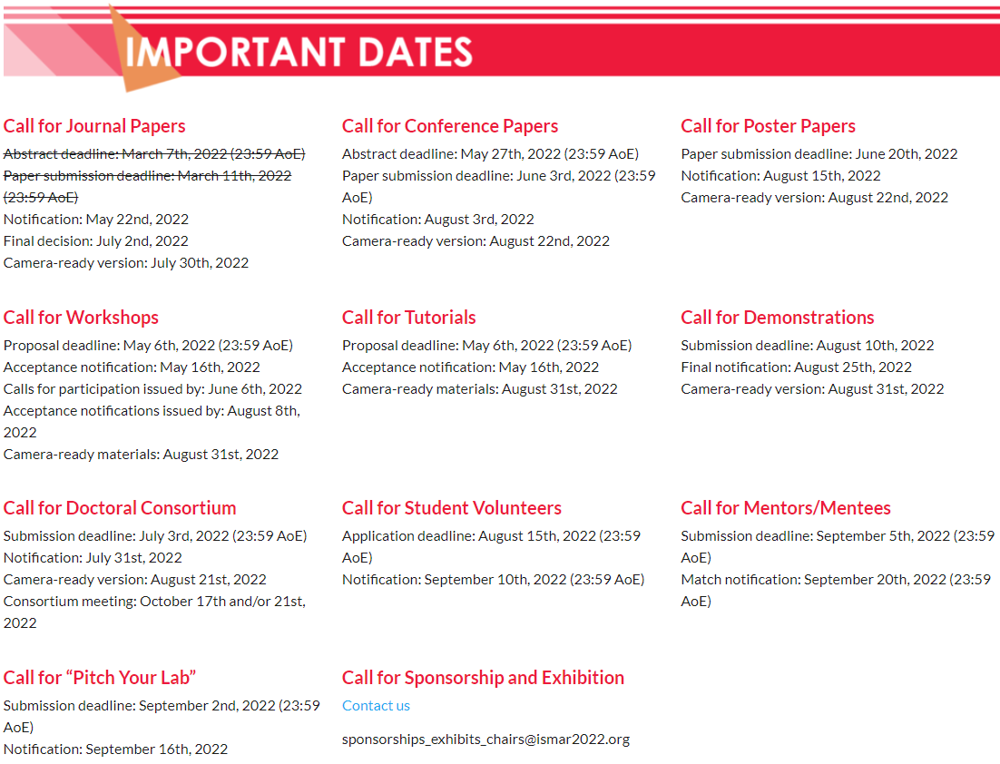 IMPORTANT DATES
Call for Journal Papers
Abstract deadline: March 7th, 2022 (23:59 AoE)
Paper submission deadline: March 11th, 2022
(23:59 AoE)
Notification: May 22nd, 2022
Final decision: July 2nd, 2022
Camera-ready version: July 30th, 2022
Call for Conference Papers
Abstract deadline: May 27th, 2022 (23:59 AoE)
Paper submission deadline: June 3rd, 2022 (23:59
AoE)
Notification: August 3rd, 2022
Camera-ready version: August 22nd, 2022
Call for Poster Papers
Paper submission deadline: June 20th, 2022
Notification: August 15th, 2022
Camera-ready version: August 22nd, 2022
Call for Workshops
Proposal deadline: May 6th, 2022 (23:59 AoE)
Acceptance notification: May 16th, 2022
Calls for participation issued by: June 6th, 2022
Acceptance notifications issued by: August 8th,
2022
Camera-ready materials: August 31st, 2022
Call for Tutorials
Proposal deadline: May 6th, 2022 (23:59 AoE)
Acceptance notification: May 16th, 2022
Camera-ready materials: August 31st, 2022
Call for Demonstrations
Submission deadline: August 10th, 2022
Final notification: August 25th, 2022
Camera-ready version: August 31st, 2022
Call for Doctoral Consortium
Submission deadline: July 3rd, 2022 (23:59 AoE)
Notification: July 31st, 2022
Camera-ready version: August 21st, 2022
Consortium meeting: October 17th and/or 21st,
2022
Call for Student Volunteers
Application deadline: August 15th, 2022 (23:59
AoE)
Notification: September 10th, 2022 (23:59 AoE)
Call for Mentors/Mentees
Submission deadline: September 5th, 2022 (23:59
AoE)
Match notification: September 20th, 2022 (23:59
AoE)
Call for “Pitch Your Lab”
Submission deadline: September 2nd, 2022 (23:59
AoE)
Notification: September 16th, 2022
Call for Sponsorship and Exhibition
Contact us
sponsorships_exhibits_chairs@ismar2022.org